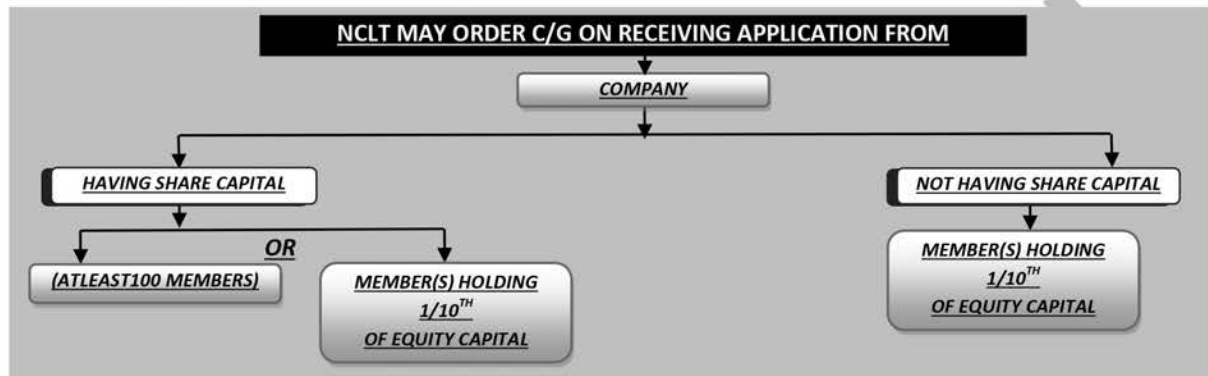 NCLT MAY ORDER C/G ON RECEIVING APPLICATION FROM
COMPANY
HAVING SHARE CAPITAL
NOT HAVING SHARE CAPITAL
OR
(ATLEAST100 MEMBERS)
MEMBER(S) HOLDING
1/10TH
OF EQUITY CAPITAL
MEMBER(S) HOLDING
1/10TH
OF EQUITY CAPITAL